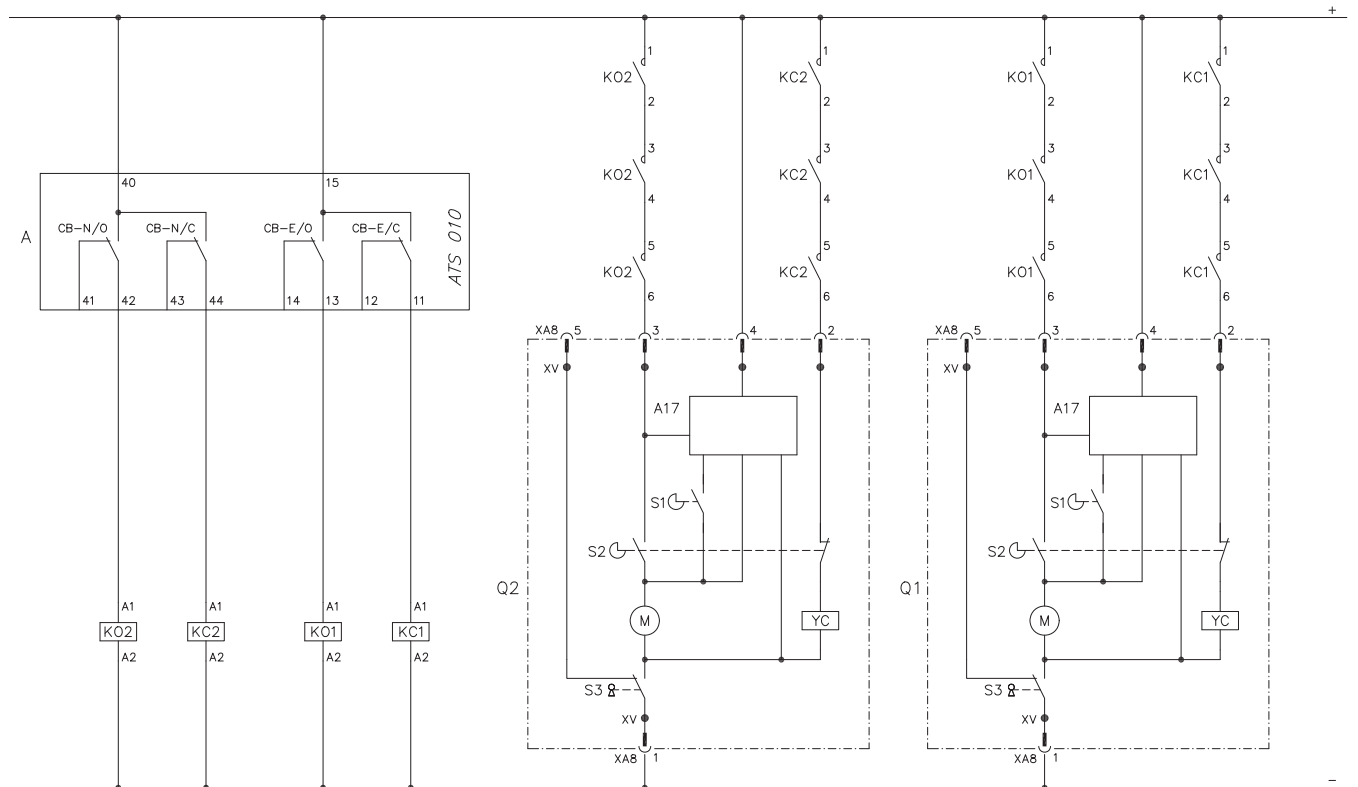 +
1 1 1 1
KO2 KC2 KO1 KC1
2 2 2 2
3 3 3 3
KO2 KC2 KO1 KC1
4 4 4 4
40 15
CB-N/O CB-N/C CB-E/O CB-E/C
A
ATS 010
5 5 5 5
KO2 KC2 KO1 KC1
6 6 6 6
41 42 43 44 14 13 12 11
XA8 5 3 4 2 XA8 5 3 4 2
XV XV
A17 A17
S1 S1
S2 S2
Q2 Q1
A1 A1 A1 A1
KO2 KC2 KO1 KC1
M YC M YC
A2 A2 A2 A2
S3 S3
XV XV
XA8 1 XA8 1
-